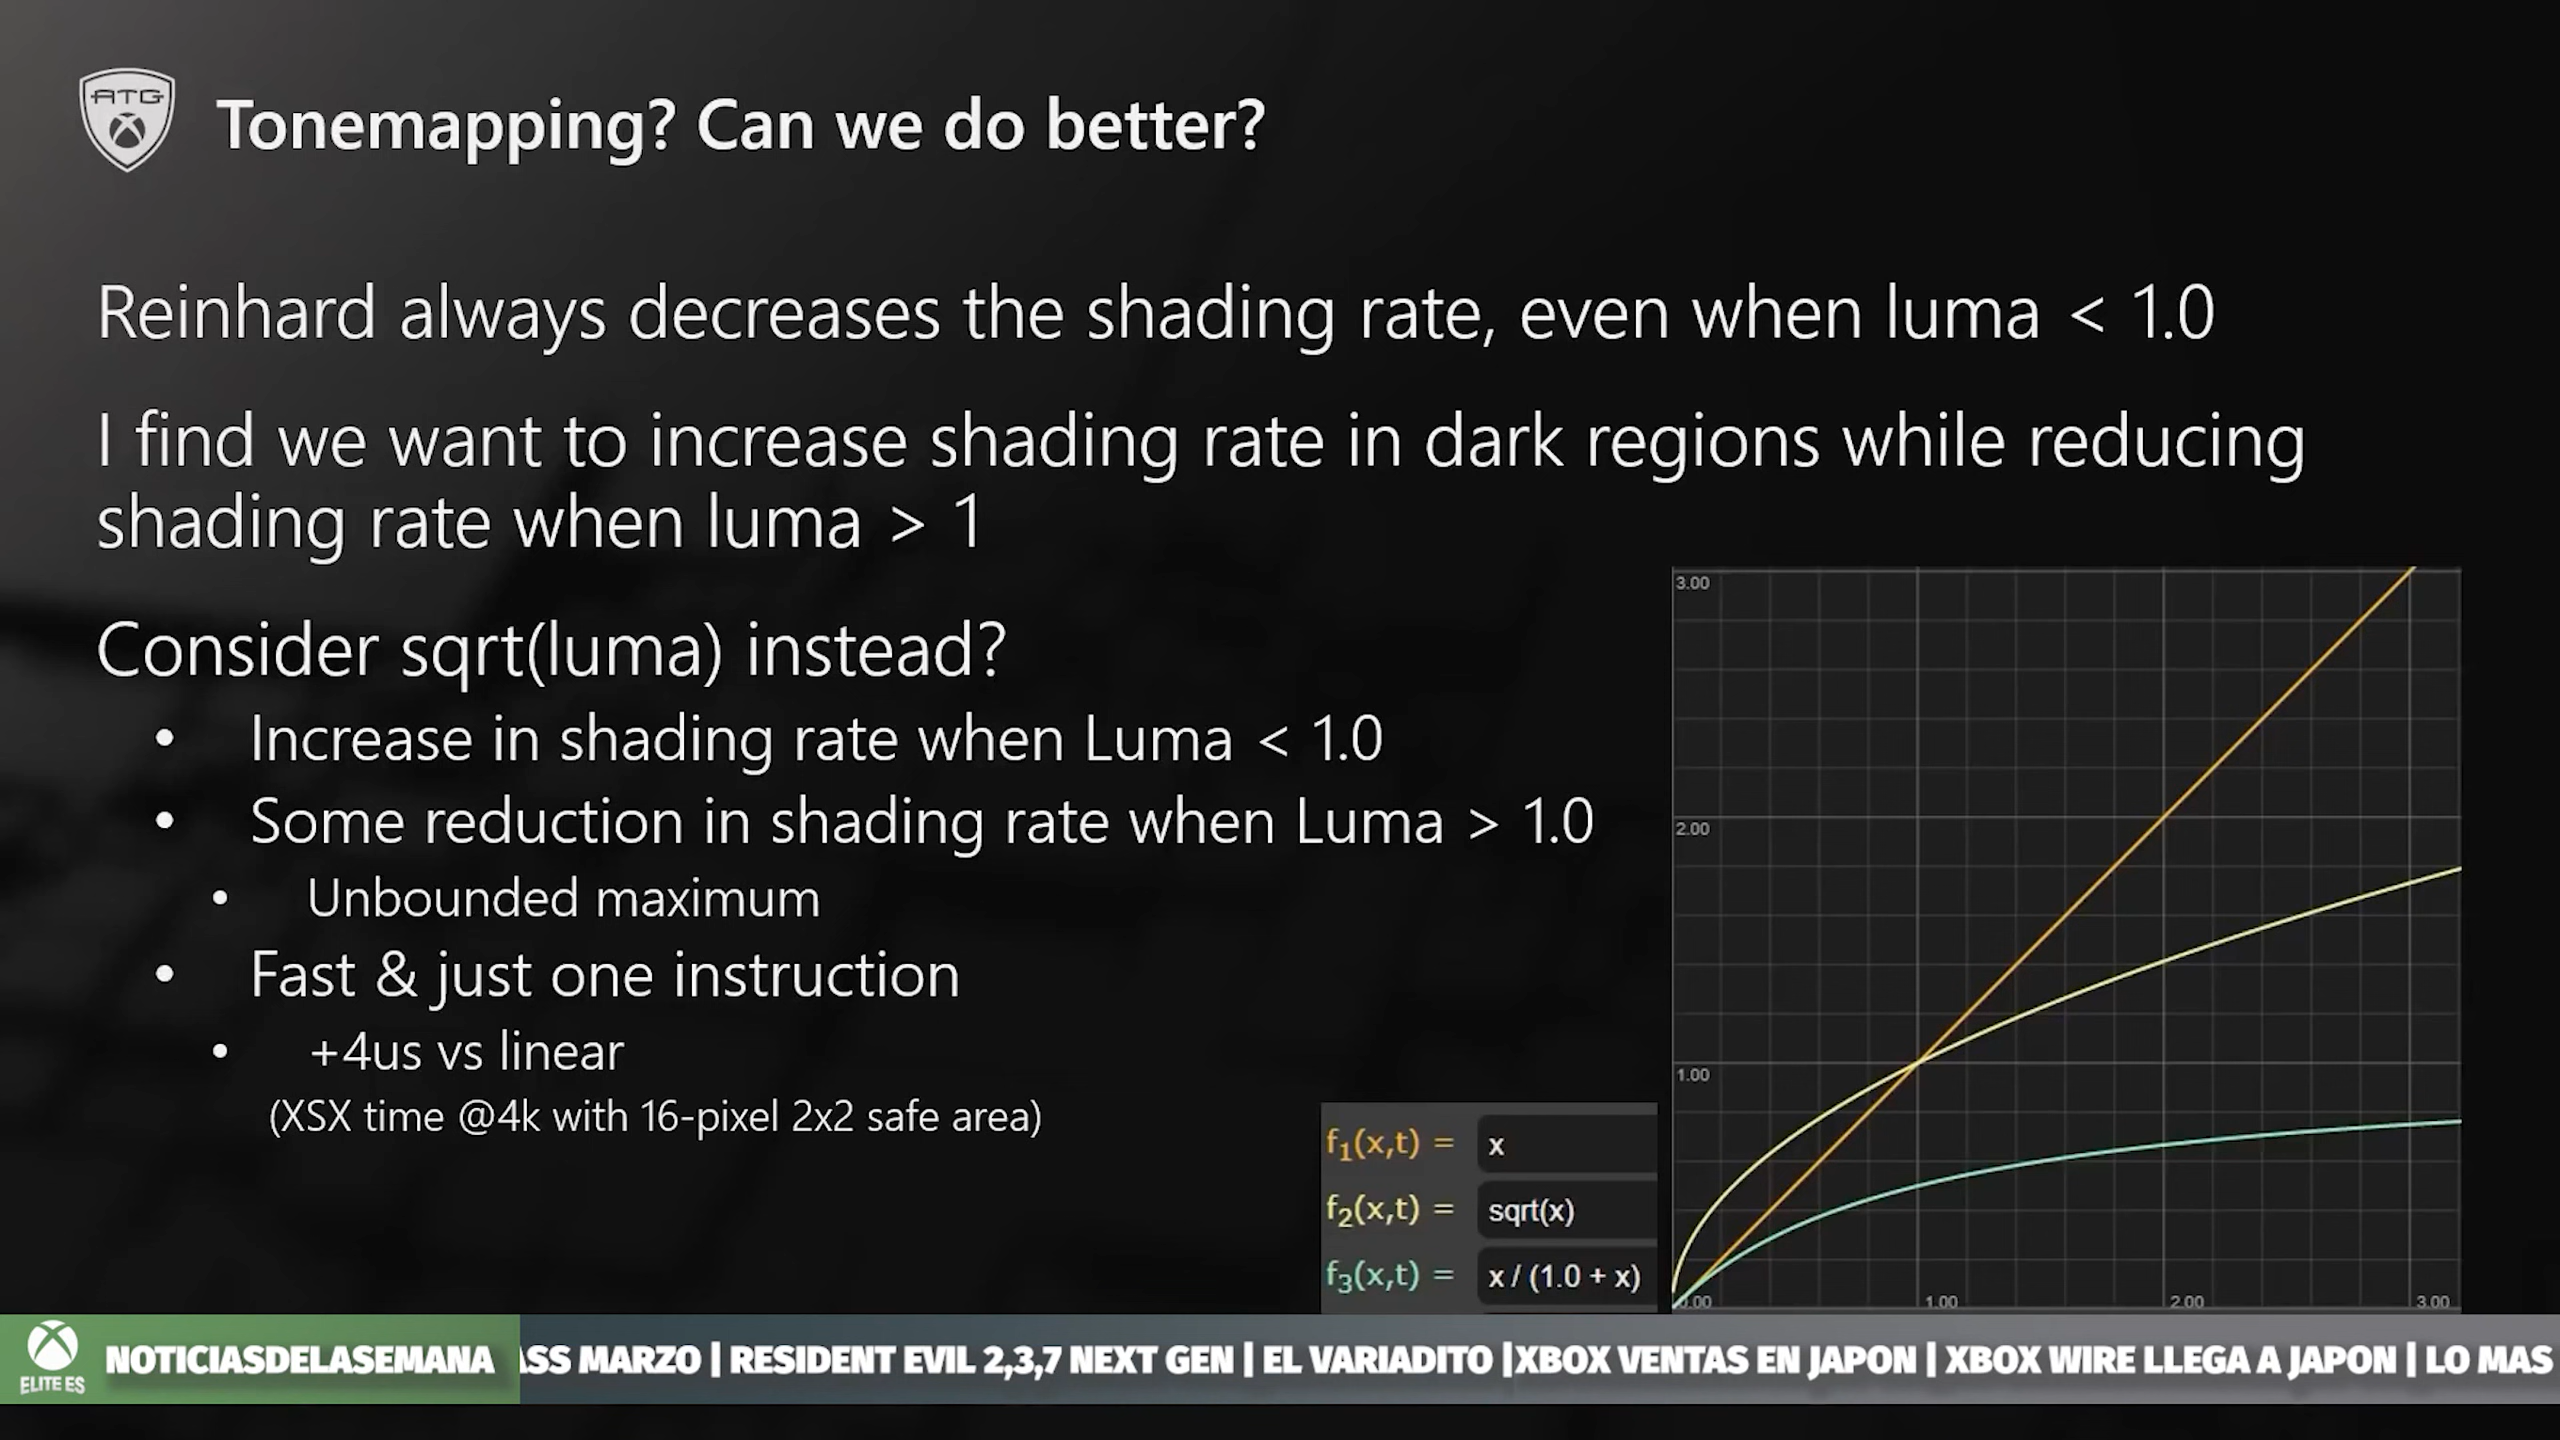 ATG
Tonemapping? Can we do better?
Reinhard always decreases the shading rate, even when luma < 1.0
I find we want to increase shading rate in dark regions while reducing
shading rate when luma > 1
Consider sqrt(luma) instead?
• Increase in shading rate when Luma < 1.0
• Some reduction in shading rate when Luma > 1.0
• Unbounded maximum
• Fast & just one instruction
• +4us vs linear
(XSX time @4k with 16-pixel 2x2 safe area)
f₁(x,t) = x
f₂(x,t) = sqrt(x)
f₃(x,t) = x / (1.0 + x)
3.00
2.00
1.00
0.00 1.00 2.00 3.00
NOTICIASDELASEMANA ASS MARZO | RESIDENT EVIL 2,3,7 NEXT GEN | EL VARIADITO |XBOX VENTAS EN JAPON | XBOX WIRE LLEGA A JAPON | LO MAS
ELITE ES